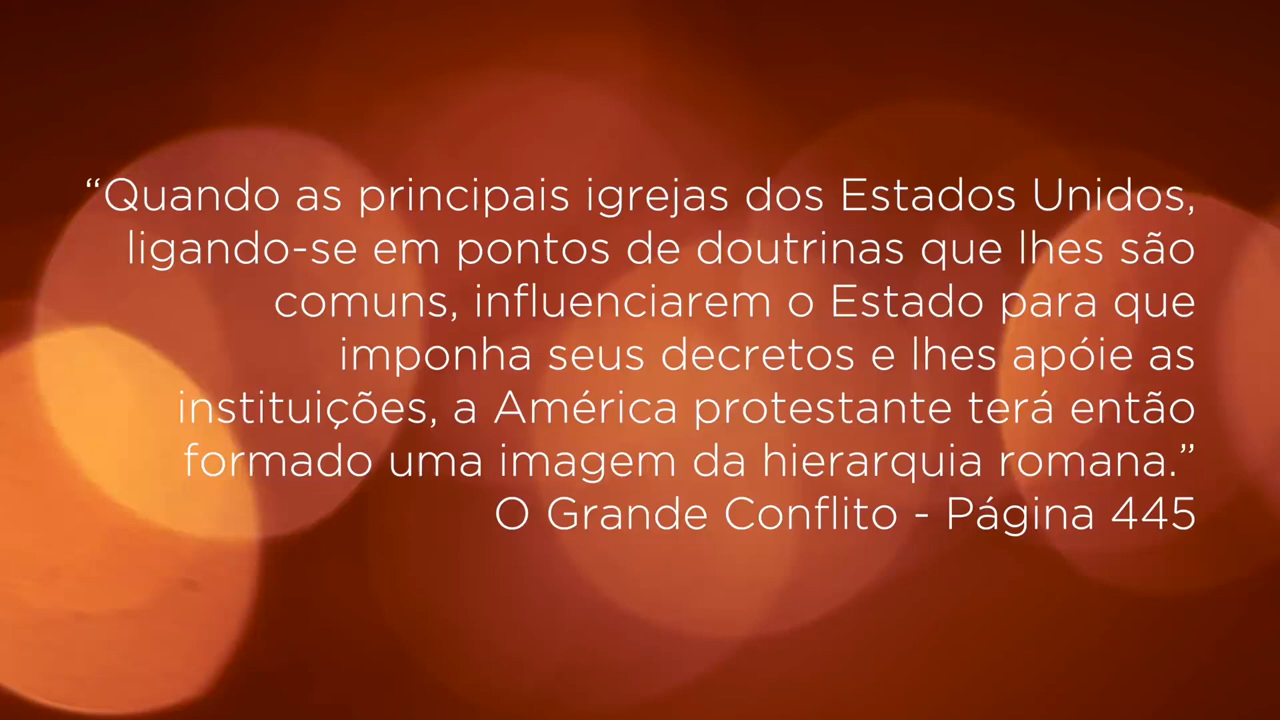 “Quando as principais igrejas dos Estados Unidos,
ligando-se em pontos de doutrinas que lhes são
comuns, influenciarem o Estado para que
imponha seus decretos e lhes apóie as
instituições, a América protestante terá então
formado uma imagem da hierarquia romana.”
O Grande Conflito - Página 445